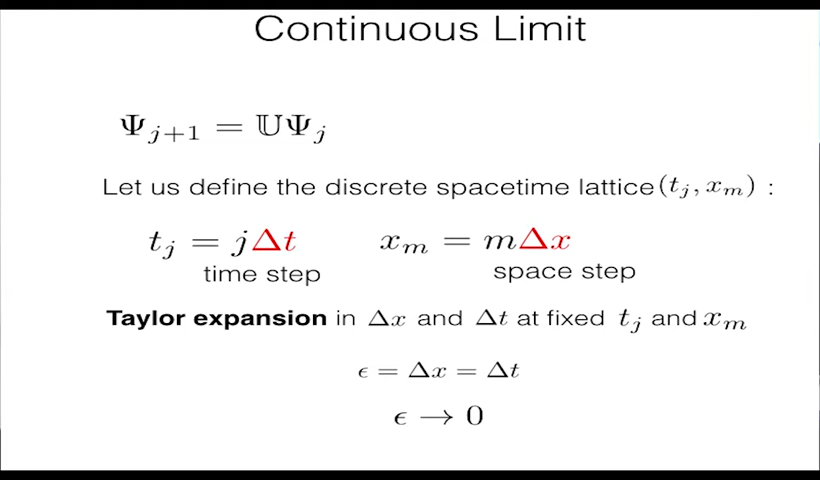 Continuous Limit
Ψ_{j+1} = 𝕌Ψ_j
Let us define the discrete spacetime lattice (t_j, x_m) :
t_j = jΔt x_m = mΔx
time step space step
Taylor expansion in Δx and Δt at fixed t_j and x_m
ϵ = Δx = Δt
ϵ → 0